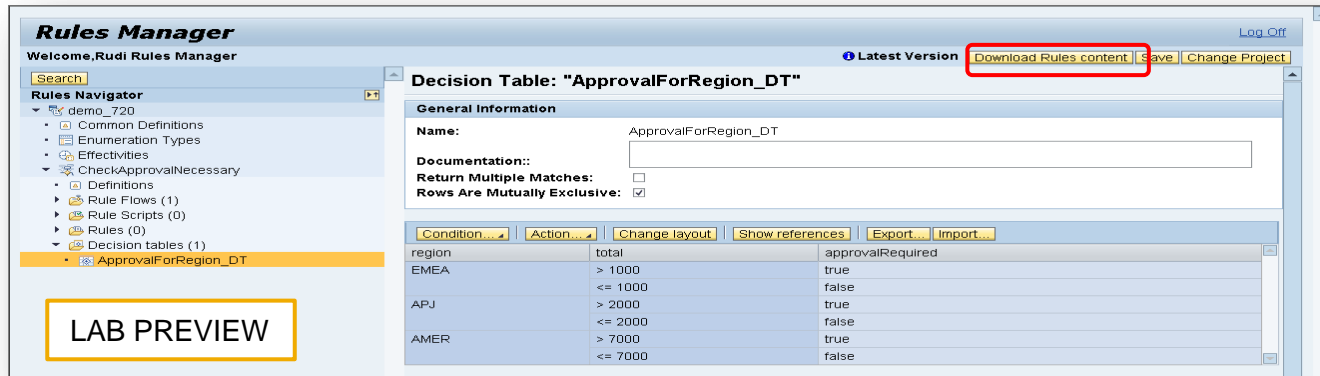 Rules Manager
Log Off
Welcome,Rudi Rules Manager
Latest Version Download Rules content Save Change Project
Search
Rules Navigator
demo_720
Common Definitions
Enumeration Types
Effectivities
CheckApprovalNecessary
Definitions
Rule Flows (1)
Rule Scripts (0)
Rules (0)
Decision tables (1)
ApprovalForRegion_DT
LAB PREVIEW
Decision Table: "ApprovalForRegion_DT"
General Information
Name: ApprovalForRegion_DT
Documentation::
Return Multiple Matches:
Rows Are Mutually Exclusive:
Condition... Action... Change layout Show references Export... Import...
region total approvalRequired
EMEA > 1000 true
<= 1000 false
APJ > 2000 true
<= 2000 false
AMER > 7000 true
<= 7000 false